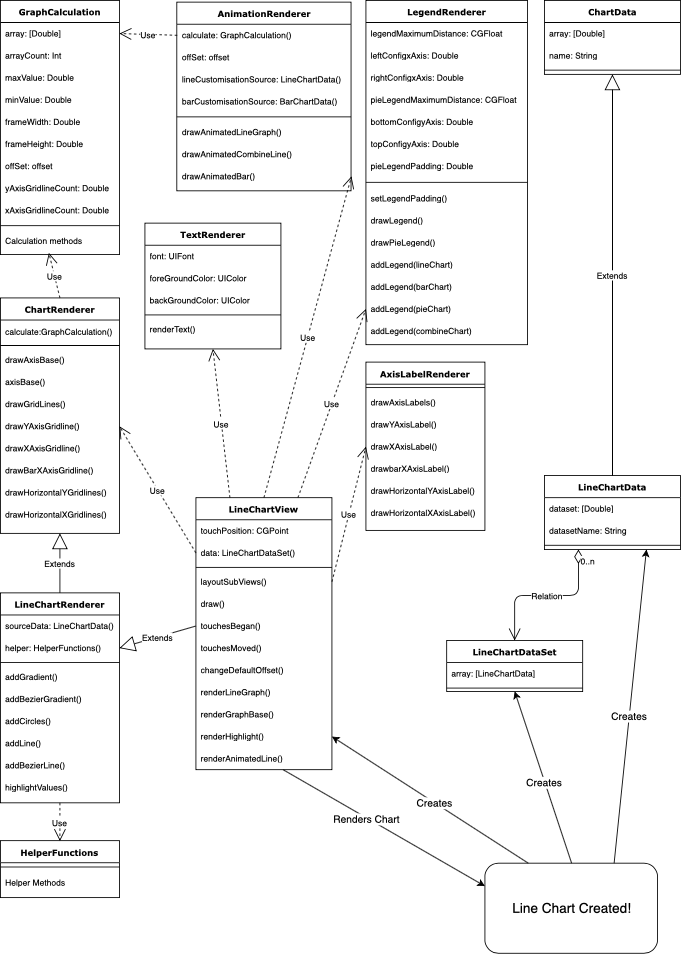 GraphCalculation
array: [Double]
arrayCount: Int
maxValue: Double
minValue: Double
frameWidth: Double
frameHeight: Double
offSet: offset
yAxisGridlineCount: Double
xAxisGridlineCount: Double
Calculation methods
Use
AnimationRenderer
calculate: GraphCalculation()
offSet: offset
lineCustomisationSource: LineChartData()
barCustomisationSource: BarChartData()
drawAnimatedLineGraph()
drawAnimatedCombineLine()
drawAnimatedBar()
LegendRenderer
legendMaximumDistance: CGFloat
leftConfigxAxis: Double
rightConfigxAxis: Double
pieLegendMaximumDistance: CGFloat
bottomConfigyAxis: Double
topConfigyAxis: Double
pieLegendPadding: Double
setLegendPadding()
drawLegend()
drawPieLegend()
addLegend(lineChart)
addLegend(barChart)
addLegend(pieChart)
addLegend(combineChart)
ChartData
array: [Double]
name: String
Extends
TextRenderer
font: UIFont
foreGroundColor: UIColor
backGroundColor: UIColor
renderText()
Use
ChartRenderer
calculate:GraphCalculation()
drawAxisBase()
axisBase()
drawGridLines()
drawYAxisGridline()
drawXAxisGridline()
drawBarXAxisGridline()
drawHorizontalYGridlines()
drawHorizontalXGridlines()
Use
Use
Use
Use
Use
AxisLabelRenderer
drawAxisLabels()
drawYAxisLabel()
drawXAxisLabel()
drawbarXAxisLabel()
drawHorizontalYAxisLabel()
drawHorizontalXAxisLabel()
LineChartView
touchPosition: CGPoint
data: LineChartDataSet()
layoutSubViews()
draw()
touchesBegan()
touchesMoved()
changeDefaultOffset()
renderLineGraph()
renderGraphBase()
renderHighlight()
renderAnimatedLine()
LineChartData
dataset: [Double]
datasetName: String
0..n
Relation
Extends
LineChartRenderer
sourceData: LineChartData()
helper: HelperFunctions()
addGradient()
addBezierGradient()
addCircles()
addLine()
addBezierLine()
highlightValues()
Extends
LineChartDataSet
array: [LineChartData]
Creates
Creates
Creates
Renders Chart
Use
HelperFunctions
Helper Methods
Line Chart Created!